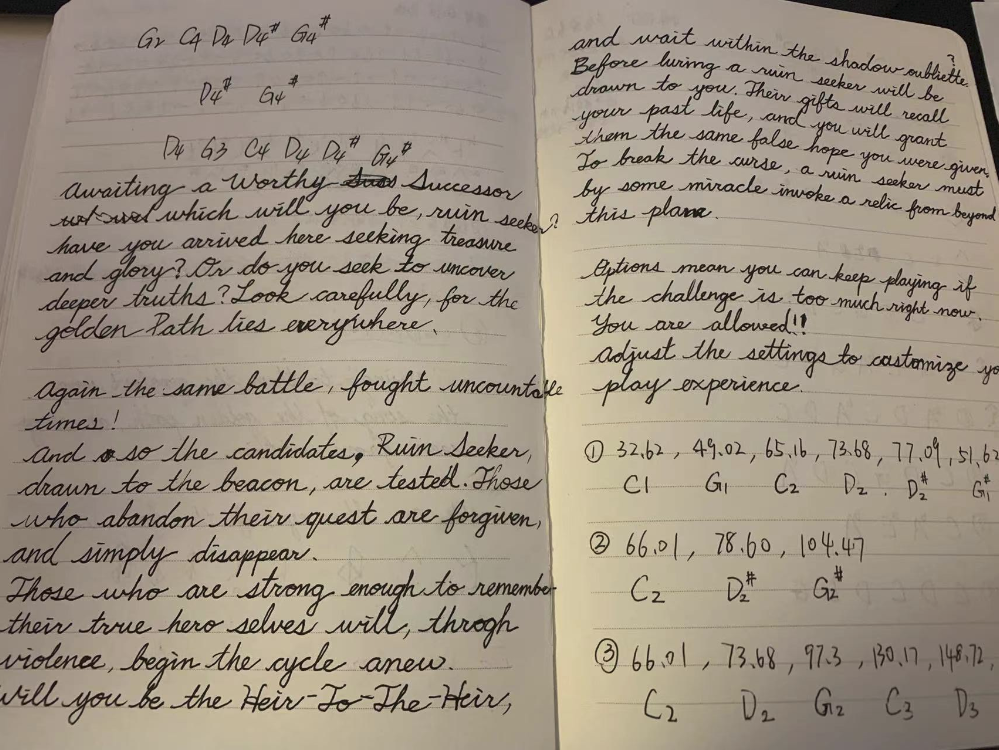 G2 C4 D2 D4# G4#
D4# G4#
D4 G3 C4 D4 D4# G4#
Awaiting a Worthy Successor
which will you be, ruin seeker?
have you arrived here seeking treasure
and glory? Or do you seek to uncover
deeper truths? Look carefully, for the
golden Path lies everywhere.
Again the same battle, fought uncountable
times!
And so the candidates, Ruin Seeker,
drawn to the beacon, are tested. Those
who abandon their quest are forgiven,
and simply disappear.
Those who are strong enough to remember
their true hero selves will, throgh
violence, begin the cycle anew.
will you be the Heir-To-The-Heir,
and wait within the shadow oubliette?
Before luring a ruin seeker will be
drawn to you. Their gifts will recall
your past life, and you will grant
them the same false hope you were given,
To break the curse, a ruin seeker must
by some miracle invoke a relic from beyond
this plane.
Options mean you can keep playing if
the challenge is too much right now.
You are allowed!!
Adjust the settings to castomize yo
play experience.
① 32.62, 49.02, 65.16, 73.68, 77.09, 51.62
C1 G1 C2 D2. D2# G1#
② 66.01, 78.60, 104.47
C2 D2# G2#
③ 66.01, 73.68, 97.3, 130.17, 148.72,
C2 D2 G2 C3 D3